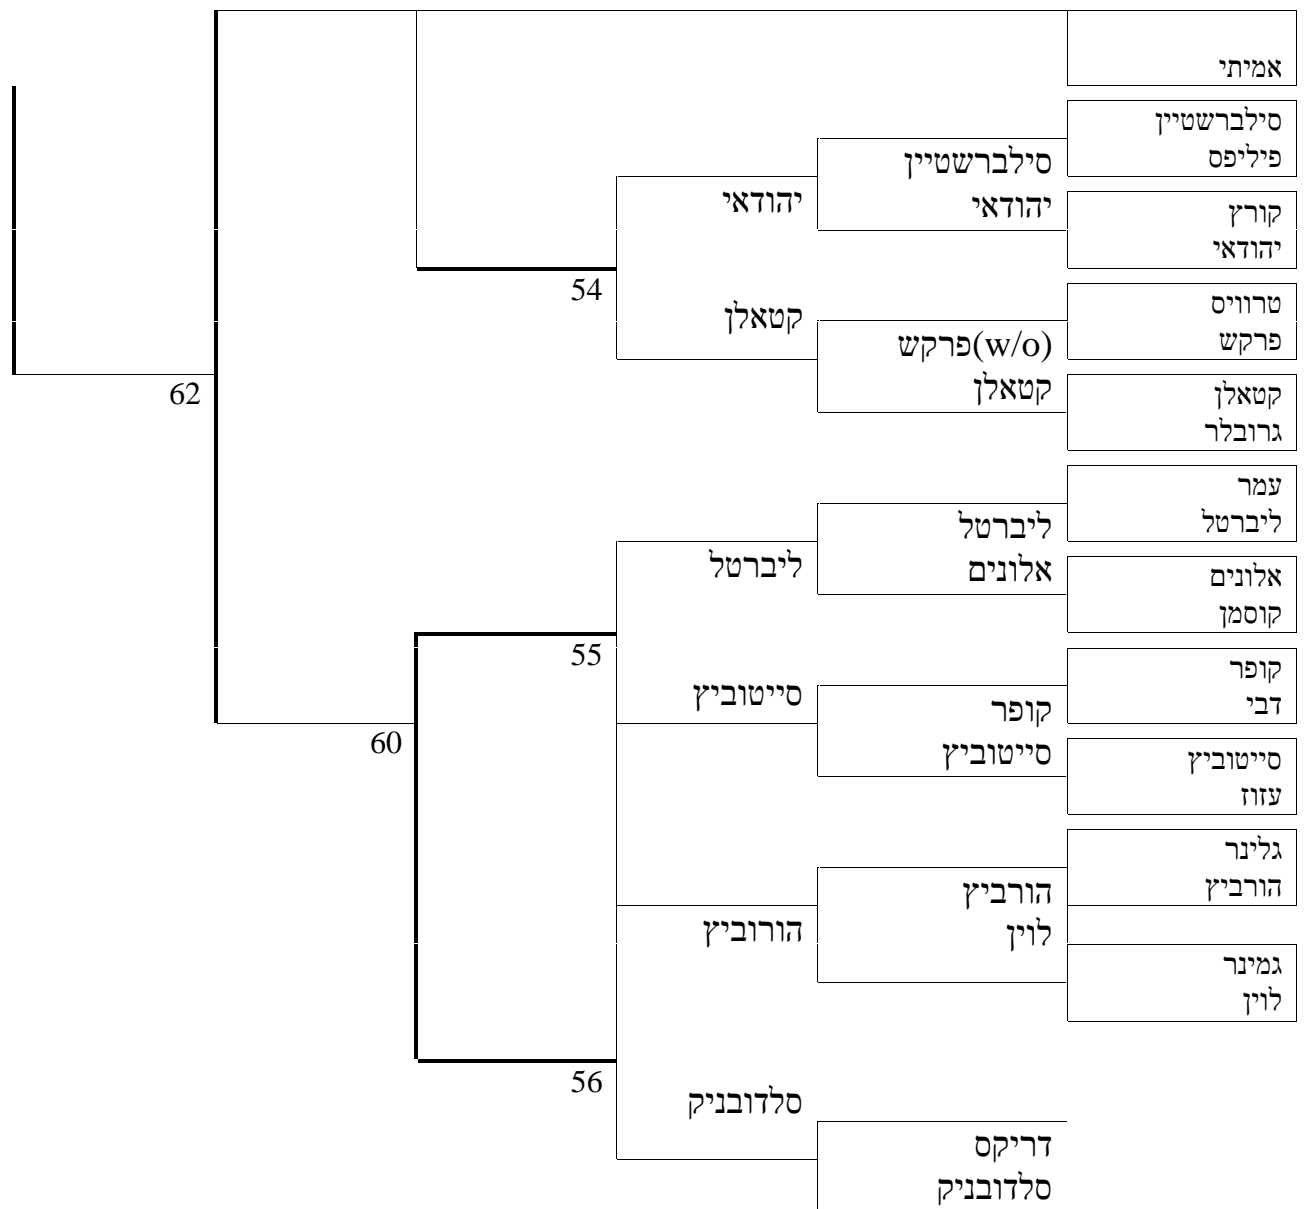 אמיתי
סילברשטיין
פיליפס
קורץ
יהודאי
טרוויס
פרקש
קטאלן
גרובלר
עמר
ליברטל
אלונים
קוסמן
קופר
דבי
סייטוביץ
עזוז
גלינר
הורביץ
גמינר
לוין
סילברשטיין
יהודאי
פרקש(w/o)
קטאלן
ליברטל
אלונים
קופר
סייטוביץ
הורביץ
לוין
דריקס
סלדובניק
יהודאי
קטאלן
ליברטל
סייטוביץ
הורוביץ
סלדובניק
54
55
56
60
62